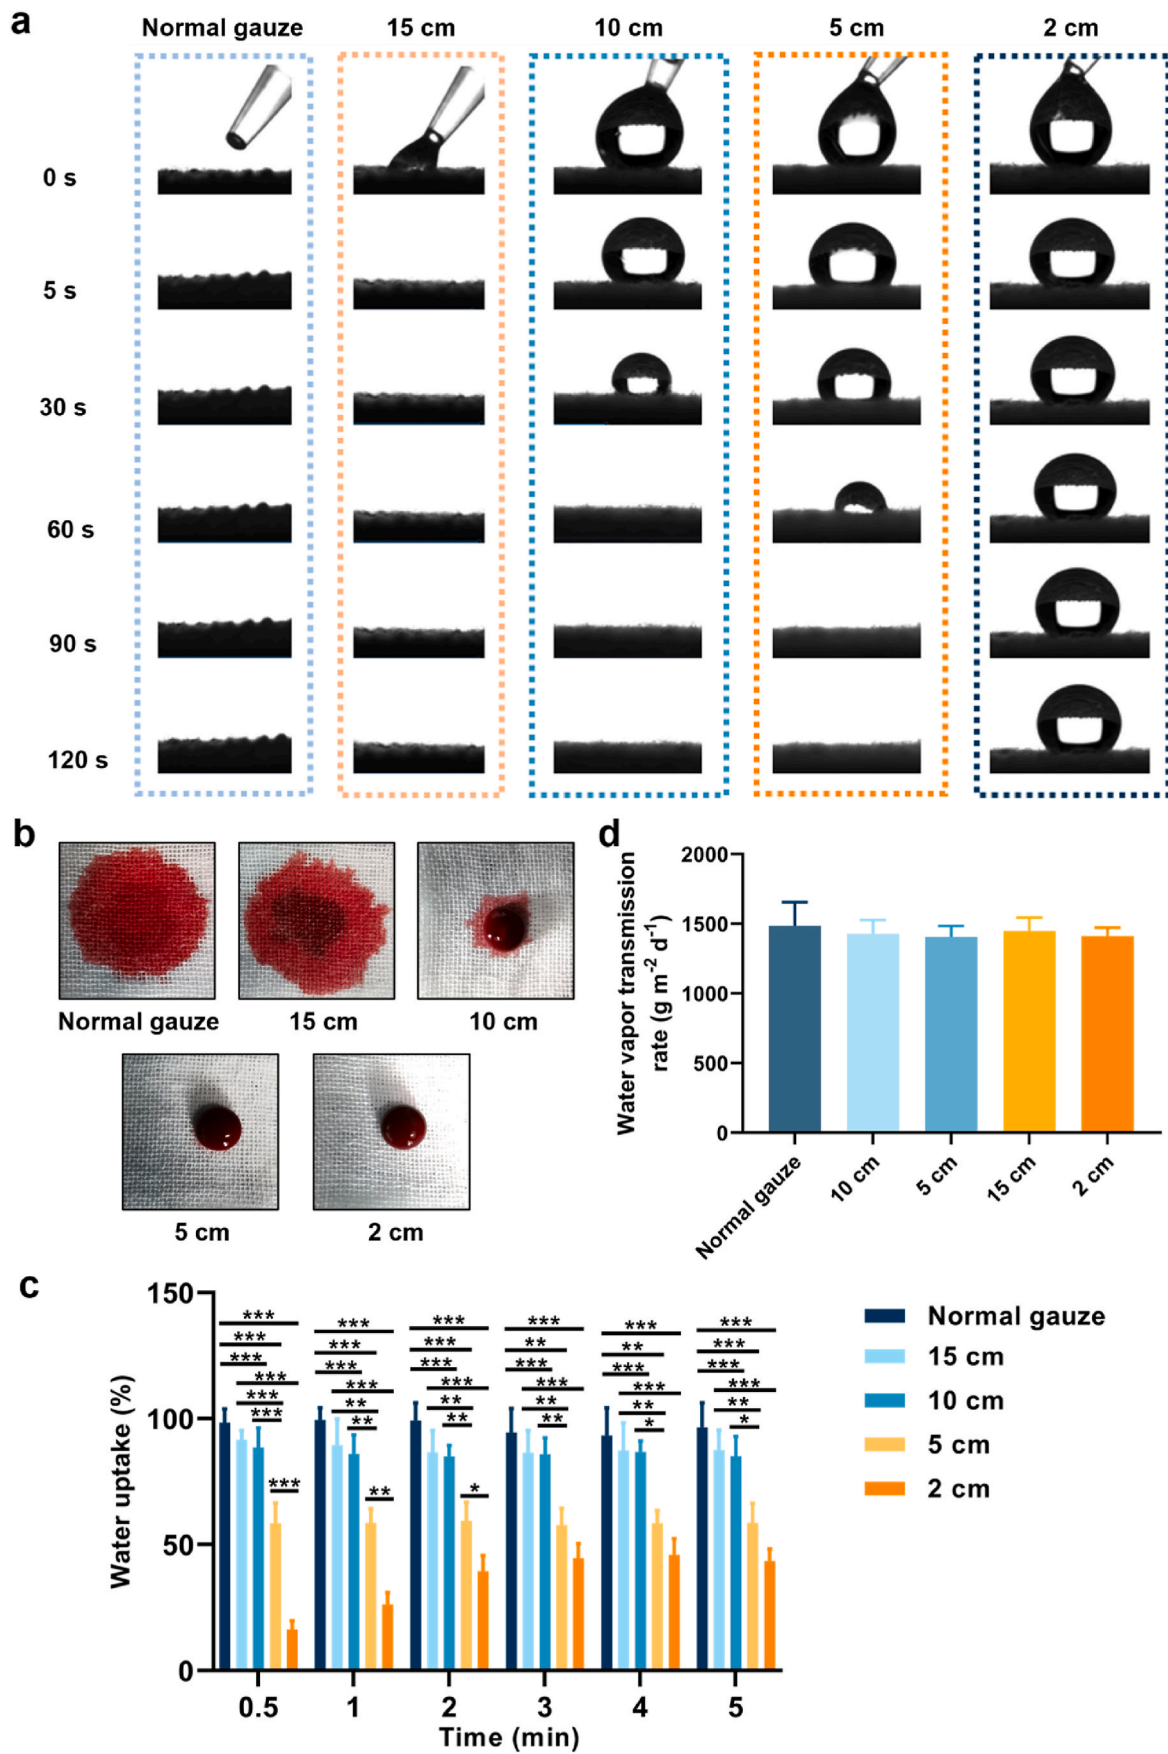 a
Normal gauze 15 cm 10 cm 5 cm 2 cm
0 s
5 s
30 s
60 s
90 s
120 s
b
Normal gauze 15 cm 10 cm
5 cm 2 cm
d
Water vapor transmission
rate (g m⁻² d⁻¹)
2000
1500
1000
500
0
Normal gauze 10 cm 5 cm 15 cm 2 cm
c
Water uptake (%)
150
100
50
0
*** *** *** *** *** ***
*** *** *** ** ** ***
*** *** *** *** *** ***
*** *** *** *** *** ***
*** ** ** ** ** **
*** ** ** ** * *
*** ** *
0.5 1 2 3 4 5
Time (min)
Normal gauze
15 cm
10 cm
5 cm
2 cm